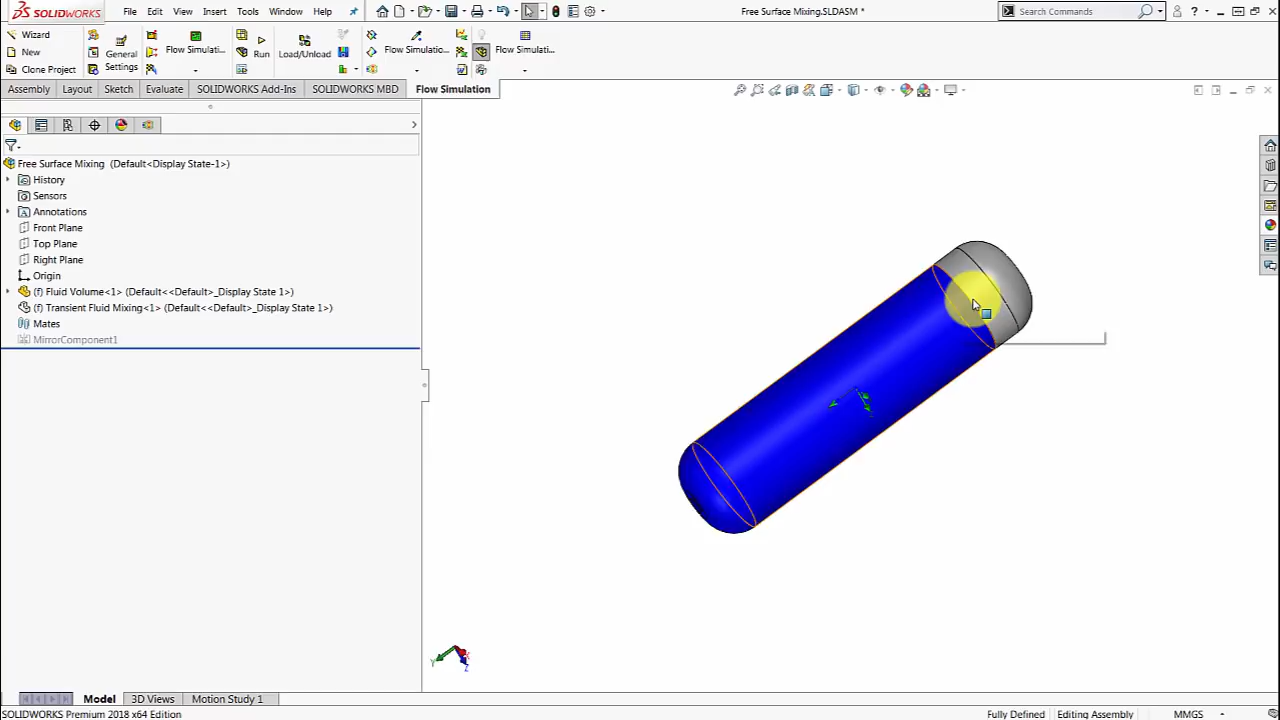 SOLIDWORKS
File Edit View Insert Tools Window Help
Free Surface Mixing.SLDASM *
Search Commands
Wizard
New
Clone Project
General
Settings
Flow Simulati...
Run
Load/Unload
Flow Simulatio...
Flow Simulati...
Assembly Layout Sketch Evaluate SOLIDWORKS Add-Ins SOLIDWORKS MBD Flow Simulation
Free Surface Mixing (Default<Display State-1>)
History
Sensors
Annotations
Front Plane
Top Plane
Right Plane
Origin
(f) Fluid Volume<1> (Default<<Default>_Display State 1>)
(f) Transient Fluid Mixing<1> (Default<<Default>_Display State 1>)
Mates
MirrorComponent1
Y
X
Z
Model 3D Views Motion Study 1
SOLIDWORKS Premium 2018 x64 Edition
Fully Defined Editing Assembly MMGS